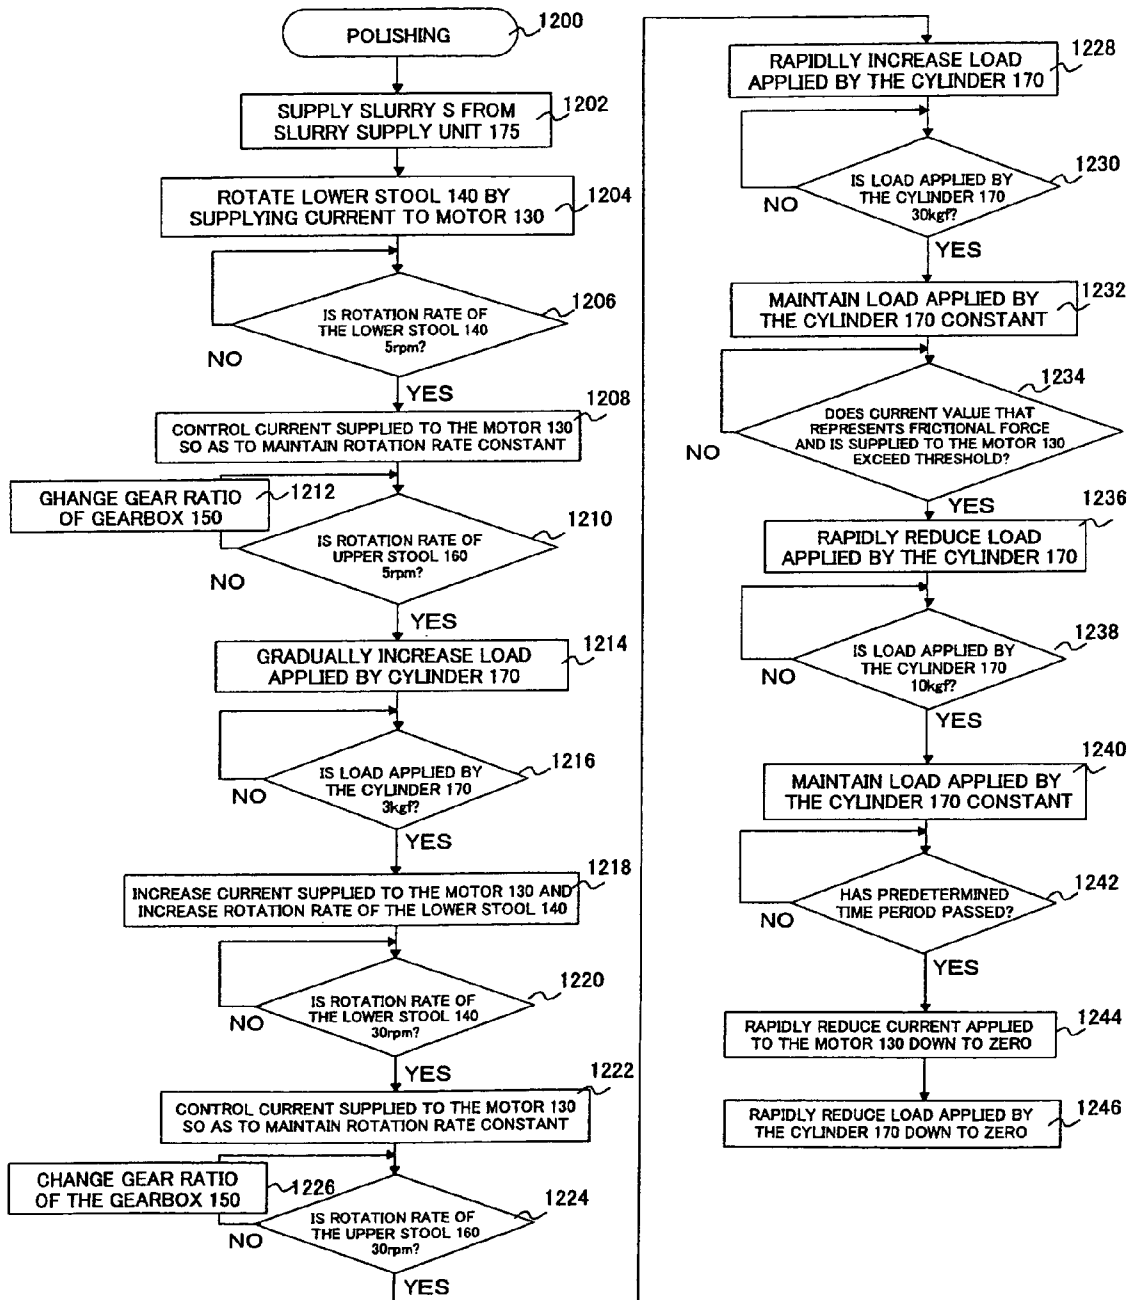 POLISHING
1200
SUPPLY SLURRY S FROM
SLURRY SUPPLY UNIT 175
1202
ROTATE LOWER STOOL 140 BY
SUPPLYING CURRENT TO MOTOR 130
1204
IS ROTATION RATE OF
THE LOWER STOOL 140
5rpm?
1206
NO
YES
1208
CONTROL CURRENT SUPPLIED TO THE MOTOR 130
SO AS TO MAINTAIN ROTATION RATE CONSTANT
GHANGE GEAR RATIO
OF GEARBOX 150
1212
IS ROTATION RATE OF
UPPER STOOL 160
5rpm?
1210
NO
YES
GRADUALLY INCREASE LOAD
APPLIED BY CYLINDER 170
1214
IS LOAD APPLIED BY
THE CYLINDER 170
3kgf?
1216
NO
YES
INCREASE CURRENT SUPPLIED TO THE MOTOR 130 AND
INCREASE ROTATION RATE OF THE LOWER STOOL 140
1218
IS ROTATION RATE OF
THE LOWER STOOL 140
30rpm?
1220
NO
YES
1222
CONTROL CURRENT SUPPLIED TO THE MOTOR 130
SO AS TO MAINTAIN ROTATION RATE CONSTANT
CHANGE GEAR RATIO
OF THE GEARBOX 150
1226
IS ROTATION RATE OF
THE UPPER STOOL 160
30rpm?
1224
NO
YES
RAPIDLLY INCREASE LOAD
APPLIED BY THE CYLINDER 170
1228
IS LOAD APPLIED BY
THE CYLINDER 170
30kgf?
1230
NO
YES
MAINTAIN LOAD APPLIED BY
THE CYLINDER 170 CONSTANT
1232
DOES CURRENT VALUE THAT
REPRESENTS FRICTIONAL FORCE
AND IS SUPPLIED TO THE MOTOR 130
EXCEED THRESHOLD?
1234
NO
YES
RAPIDLY REDUCE LOAD
APPLIED BY THE CYLINDER 170
1236
IS LOAD APPLIED BY
THE CYLINDER 170
10kgf?
1238
NO
YES
MAINTAIN LOAD APPLIED BY
THE CYLINDER 170 CONSTANT
1240
HAS PREDETERMINED
TIME PERIOD PASSED?
1242
NO
YES
RAPIDLY REDUCE CURRENT APPLIED
TO THE MOTOR 130 DOWN TO ZERO
1244
RAPIDLY REDUCE LOAD APPLIED BY
THE CYLINDER 170 DOWN TO ZERO
1246